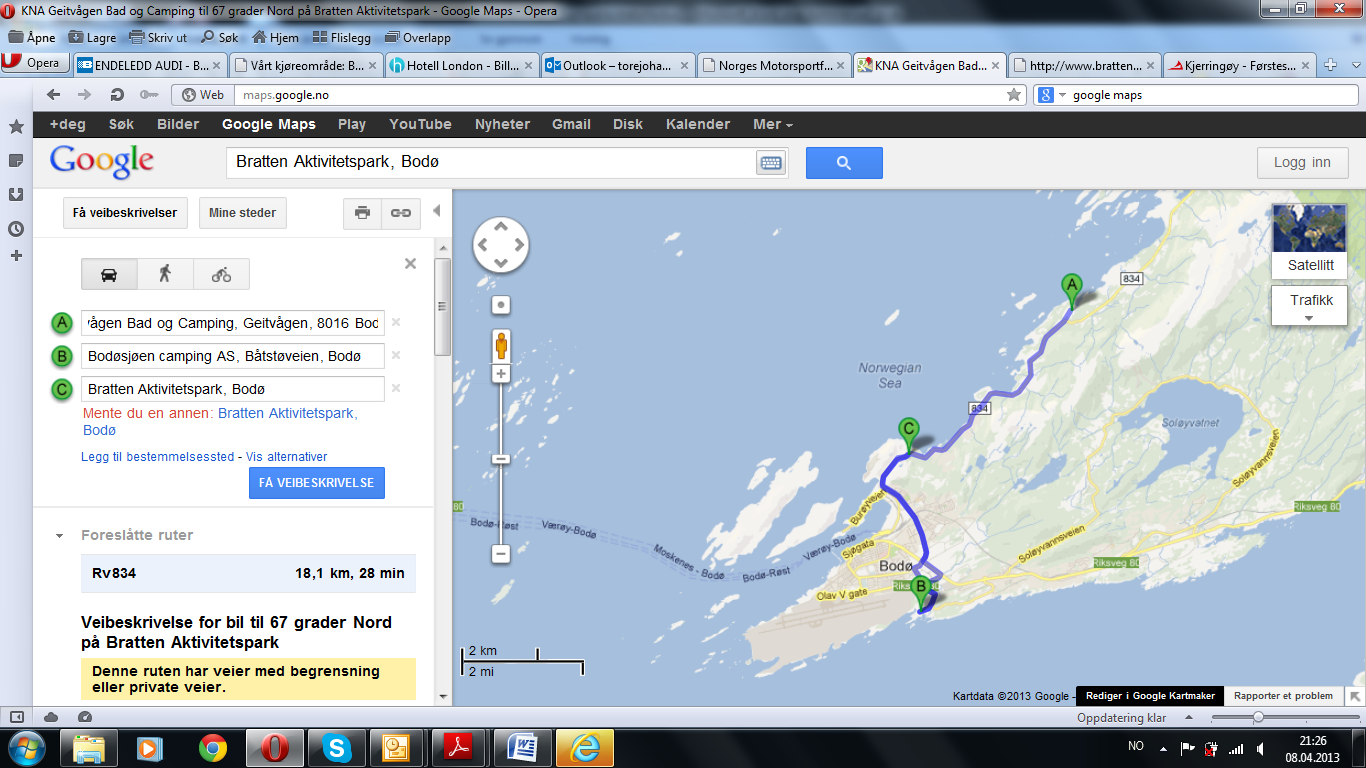 KNA Geitvågen Bad og Camping til 67 grader Nord på Bratten Aktivitetspark - Google Maps - Opera
Åpne Lagre Skriv ut Søk Hjem Flislegg Overlapp
Opera ENDELEDD AUDI - B... Vårt kjøreområde: B... Hotell London - Bill... Outlook – torejoha... Norges Motorsportf... KNA Geitvågen Bad... http://www.bratten... Kjerringøy - Førstes...
Web maps.google.no google maps
+deg Søk Bilder Google Maps Play YouTube Nyheter Gmail Disk Kalender Mer
Google Bratten Aktivitetspark, Bodø Logg inn
Få veibeskrivelser Mine steder
A vågen Bad og Camping, Geitvågen, 8016 Bod
B Bodøsjøen camping AS, Båtstøveien, Bodø
C Bratten Aktivitetspark, Bodø
Mente du en annen: Bratten Aktivitetspark,
Bodø
Legg til bestemmelsessted - Vis alternativer
FÅ VEIBESKRIVELSE
Foreslåtte ruter
Rv834 18,1 km, 28 min
Veibeskrivelse for bil til 67 grader Nord
på Bratten Aktivitetspark
Denne ruten har veier med begrensning
eller private veier.
Satellitt
Trafikk
A
834
Norwegian
Sea
834
Soløyvatnet
C
Soløyvannsveien
80
Riksveg 80
Burøyveien
Bodø-Røst
Værøy-Bodø
Moskenes - Bodø
Bodø-Røst
Værøy-Bodø
Sjøgata
Soløyvannsveien
Bodø
Riksveg 80
Riks
B
Olav V gate
2 km
2 mi
Kartdata ©2013 Google - Rediger i Google Kartmaker Rapporter et problem
Oppdatering klar
NO 21:26
08.04.2013